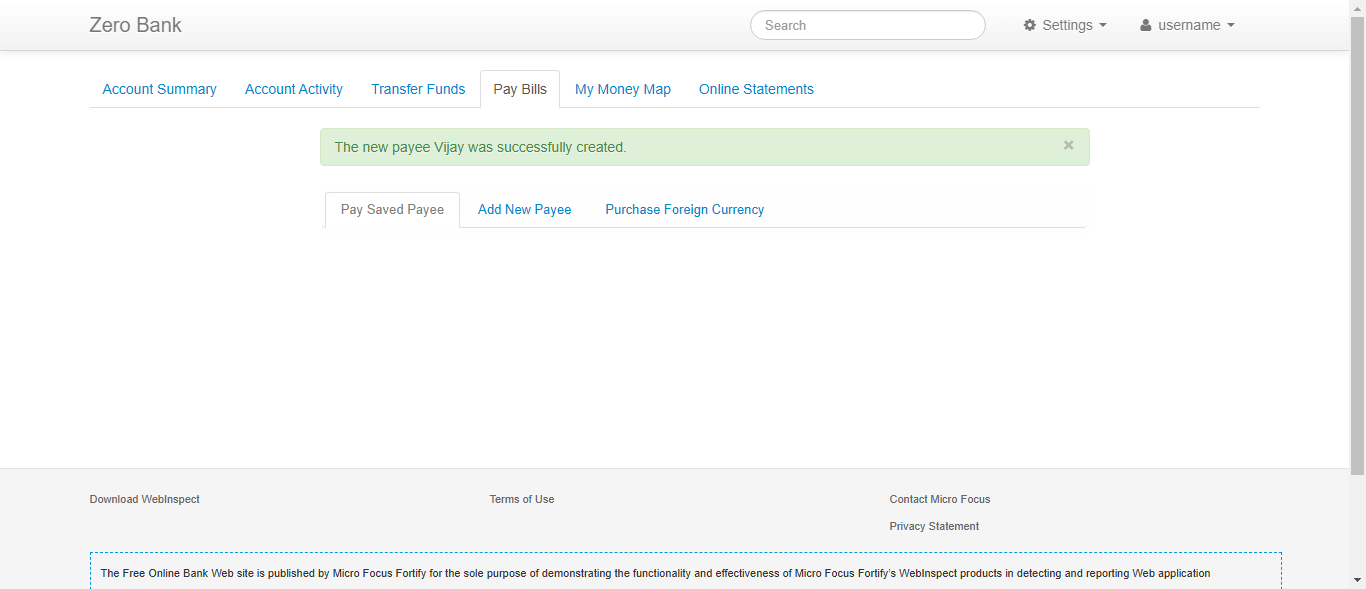 Zero Bank
Search
Settings
username
Account Summary
Account Activity
Transfer Funds
Pay Bills
My Money Map
Online Statements
The new payee Vijay was successfully created.
×
Pay Saved Payee
Add New Payee
Purchase Foreign Currency
Download WebInspect
Terms of Use
Contact Micro Focus
Privacy Statement
The Free Online Bank Web site is published by Micro Focus Fortify for the sole purpose of demonstrating the functionality and effectiveness of Micro Focus Fortify's WebInspect products in detecting and reporting Web application